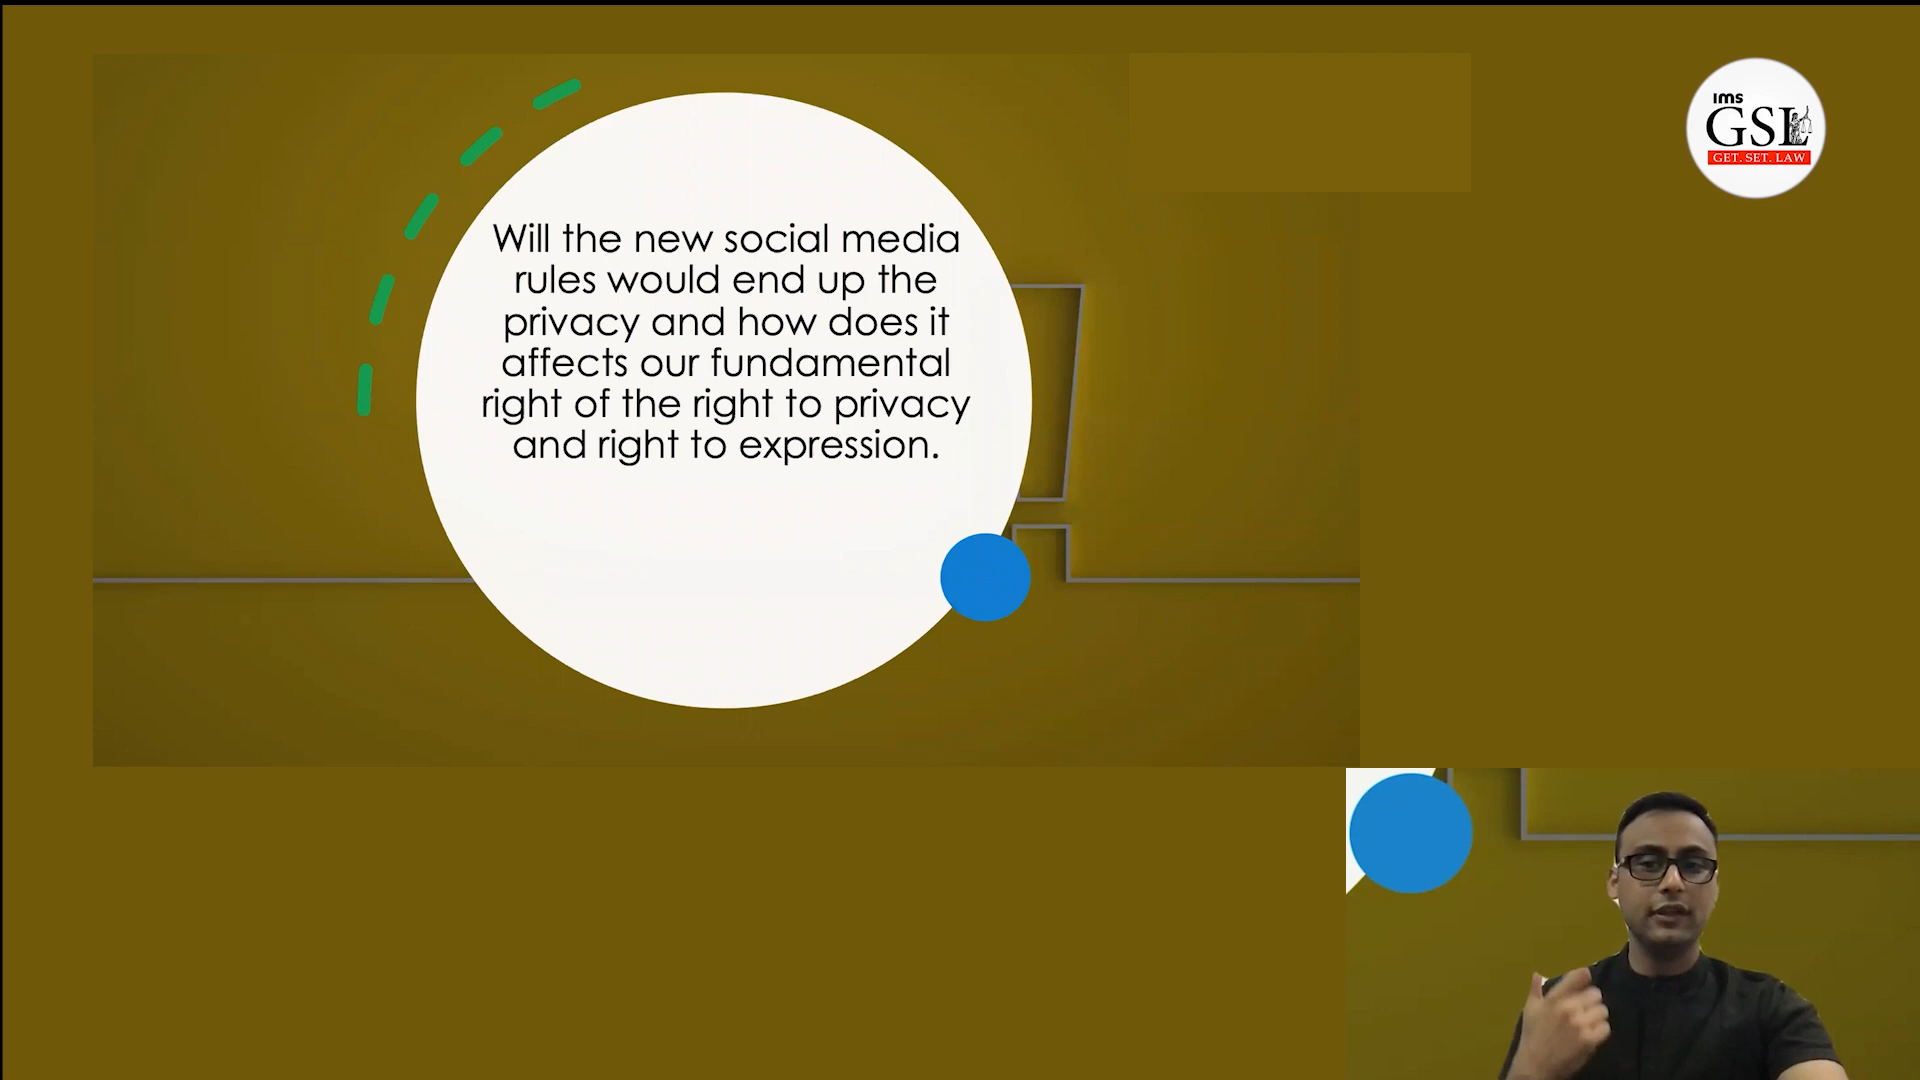 Will the new social media
rules would end up the
privacy and how does it
affects our fundamental
right of the right to privacy
and right to expression.
ims
GSL
GET. SET. LAW